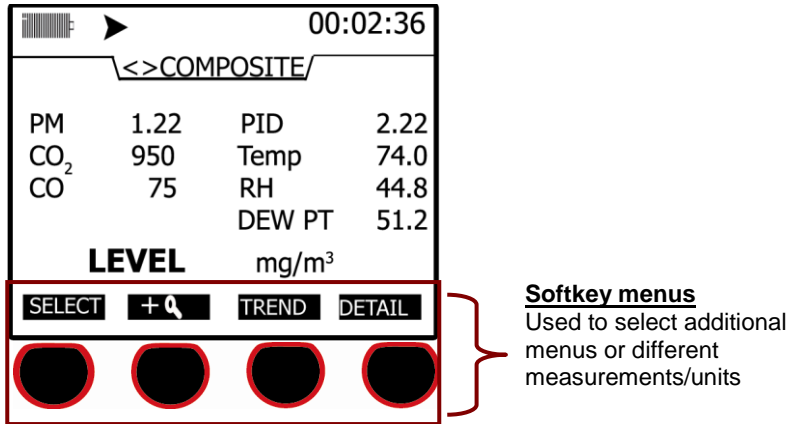 00:02:36
<>COMPOSITE
PM 1.22 PID 2.22
CO₂ 950 Temp 74.0
CO 75 RH 44.8
DEW PT 51.2
LEVEL mg/m³
SELECT + TREND DETAIL
Softkey menus
Used to select additional
menus or different
measurements/units